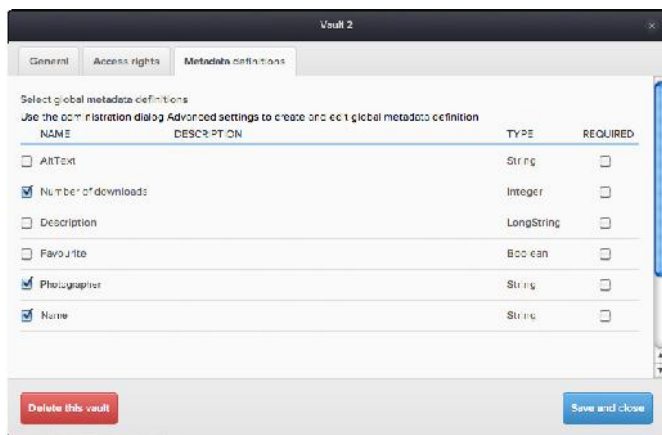 Vault 2
General Access rights Metadata definitions
Select global metadata definitions
Use the administration dialog Advanced settings to create and edit global metadata definition
NAME DESCRIPTION TYPE REQUIRED
AltText String
Number of downloads Integer
Description LongString
Favourite Boolean
Photographer String
Name String
Delete this vault Save and close